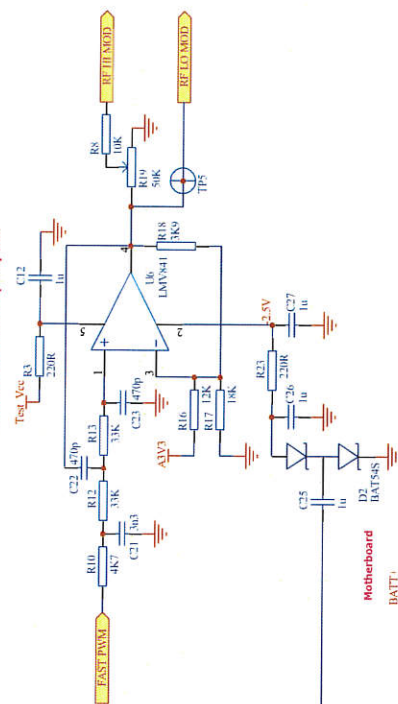 RF HI MOD
RF LO MOD
R8
10K
R19
50K
TP5
C12
1u
R3
220R
Test_Vcc
R18
3K9
U6
LMV841
4
5
2
1
3
+
-
C22
470p
C23
470p
R13
33K
R12
33K
R10
4K7
C21
3n3
FAST PWM
R16
12K
R17
18K
A3V3
2.5V
C27
1u
R23
220R
C26
1u
C25
1u
D2
BAT54S
Motherboard
BATT+